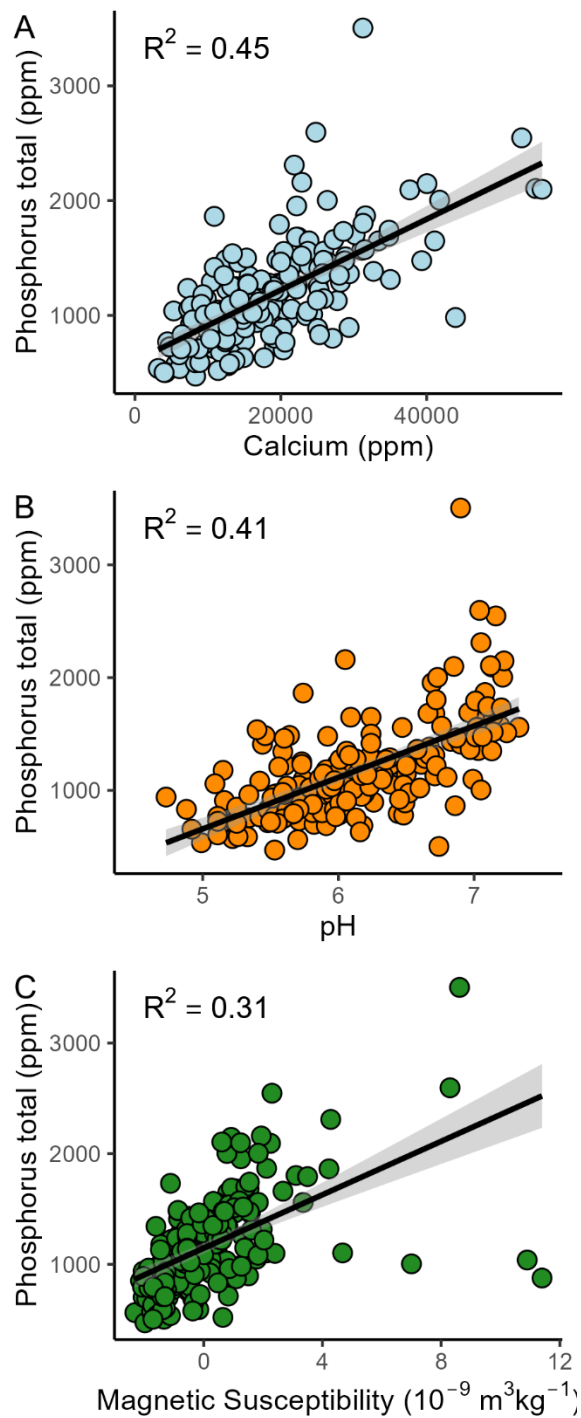 A
R² = 0.45
Phosphorus total (ppm)
3000
2000
1000
0 20000 40000
Calcium (ppm)
B
R² = 0.41
Phosphorus total (ppm)
3000
2000
1000
5 6 7
pH
C
R² = 0.31
Phosphorus total (ppm)
3000
2000
1000
0 4 8 12
Magnetic Susceptibility (10⁻⁹ m³kg⁻¹)